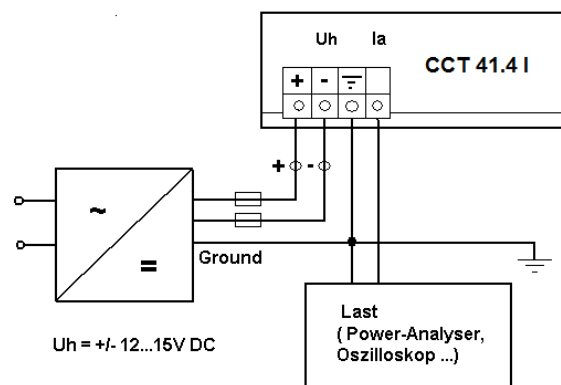 Uh Ia
CCT 41.4 I
+ -
+ -
~
=
Ground
Uh = +/- 12...15V DC
Last
( Power-Analyser,
Oszilloskop ...)